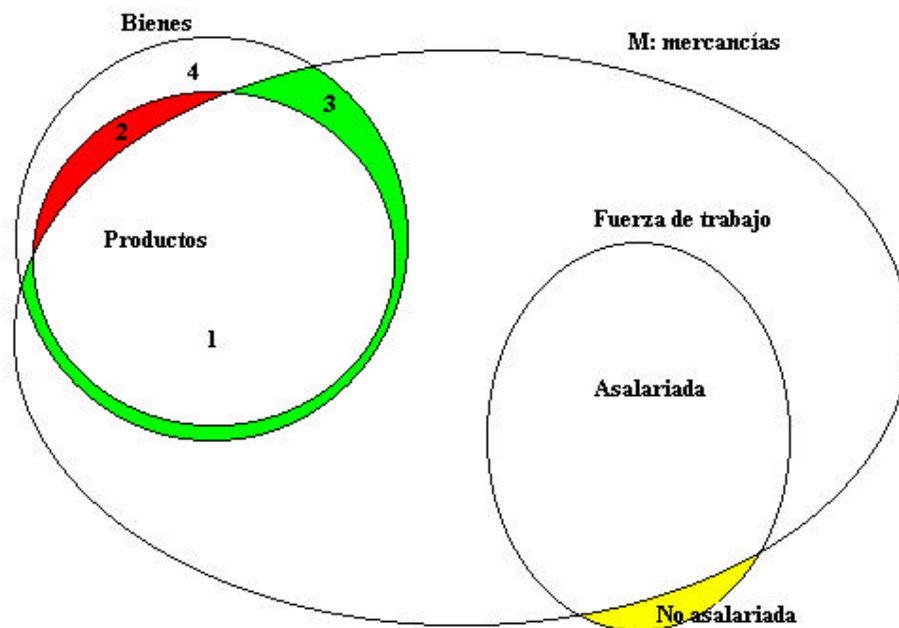 Bienes
M: mercancías
4
3
2
Fuerza de trabajo
Productos
1
Asalariada
No asalariada